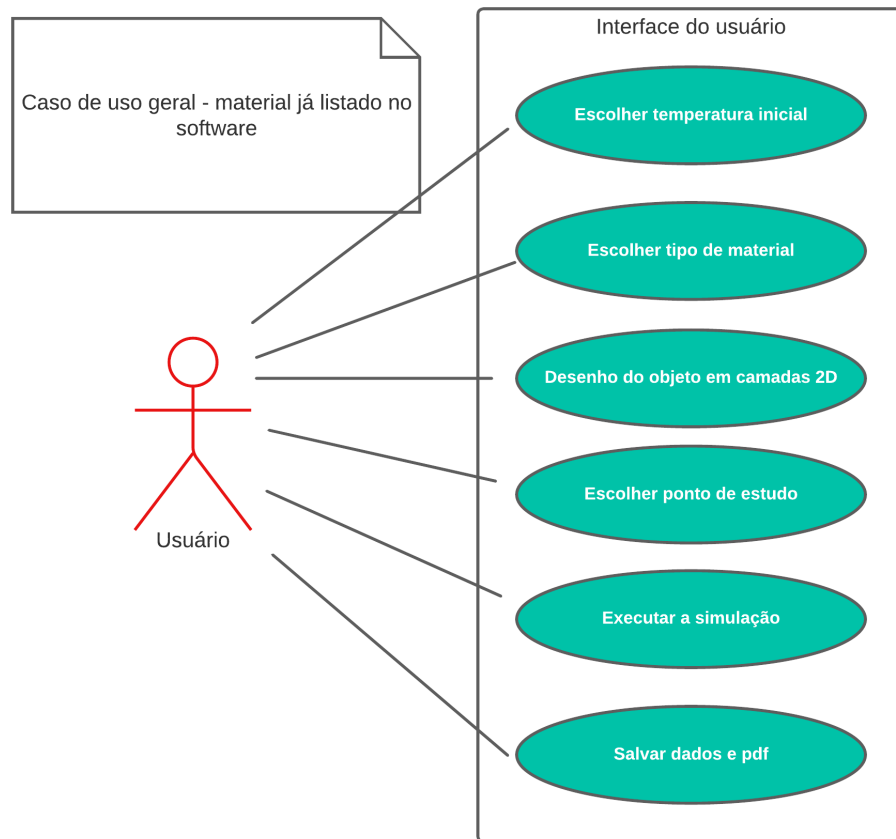 Interface do usuário
Caso de uso geral - material já listado no
software
Escolher temperatura inicial
Escolher tipo de material
Desenho do objeto em camadas 2D
Escolher ponto de estudo
Usuário
Executar a simulação
Salvar dados e pdf